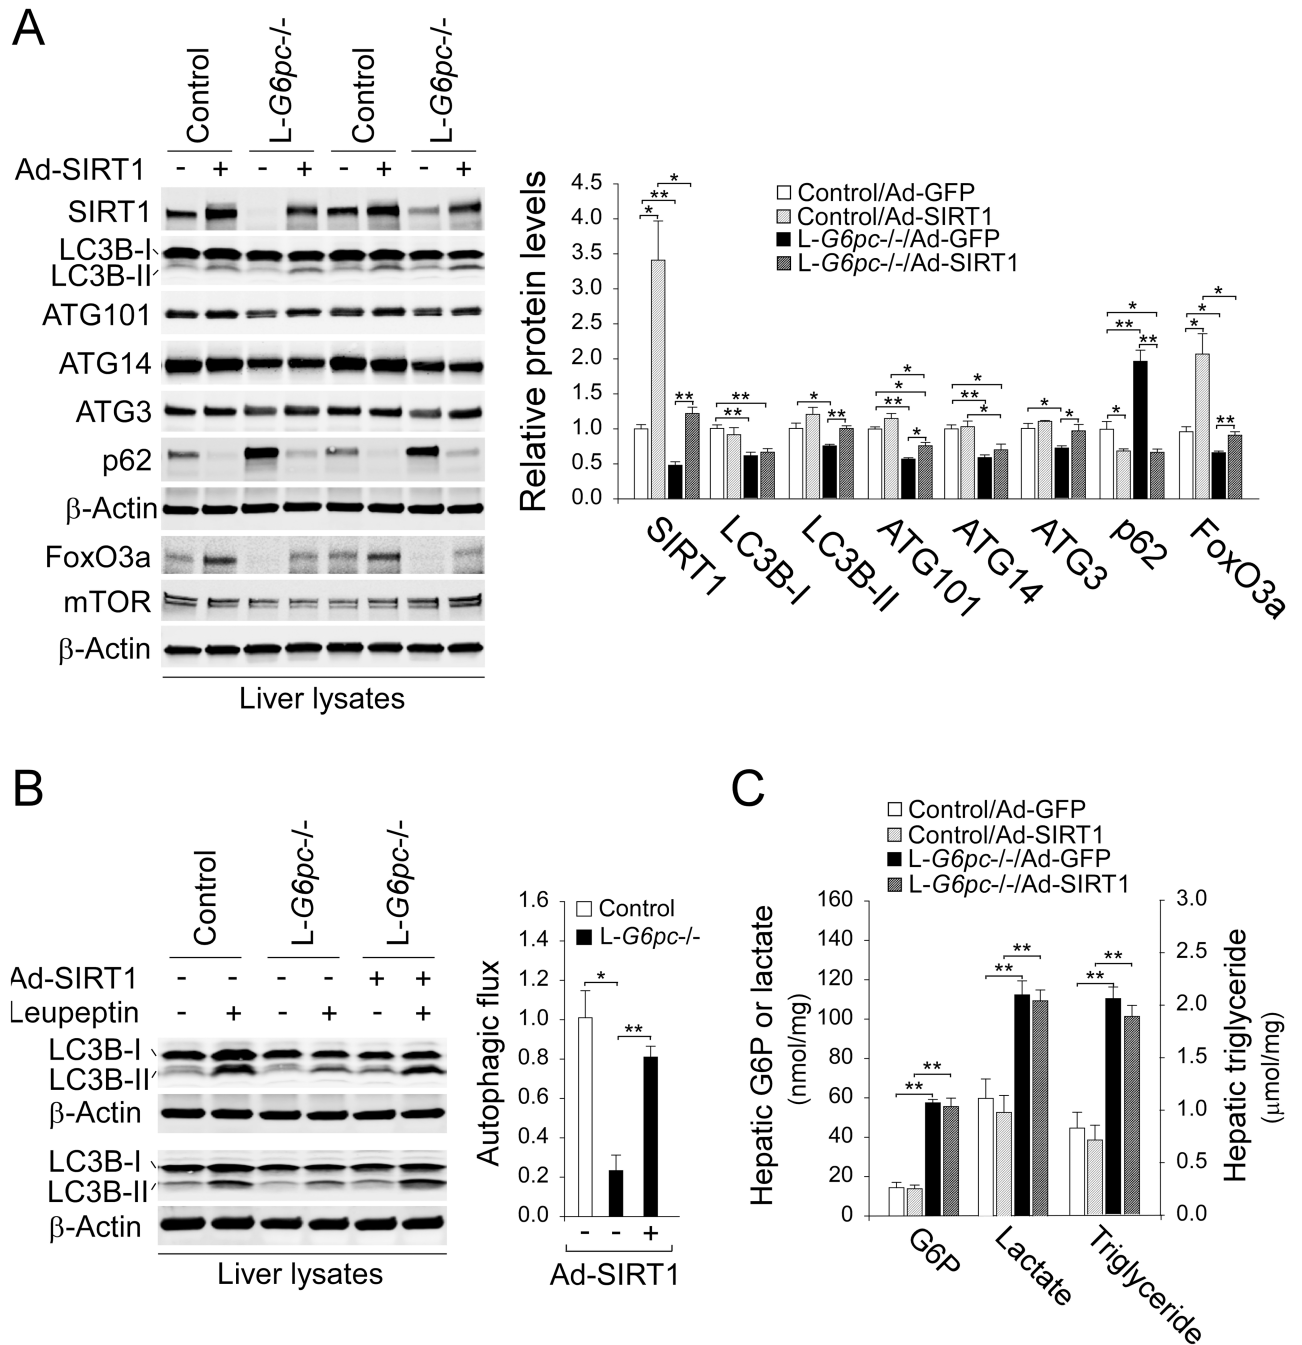 A
Control
L-G6pc-/-
Control
L-G6pc-/-
Ad-SIRT1 - + - + - + - +
SIRT1
LC3B-I
LC3B-II
ATG101
ATG14
ATG3
p62
β-Actin
FoxO3a
mTOR
β-Actin
Liver lysates
Relative protein levels
4.5
4.0
3.5
3.0
2.5
2.0
1.5
1.0
0.5
0.0
Control/Ad-GFP
Control/Ad-SIRT1
L-G6pc-/-/Ad-GFP
L-G6pc-/-/Ad-SIRT1
* ** *
**
** **
* **
** * * *
** * *
* *
* ** * **
* * * **
SIRT1
LC3B-I
LC3B-II
ATG101
ATG14
ATG3
p62
FoxO3a
B
Control
L-G6pc-/-
L-G6pc-/-
Ad-SIRT1 - - - - + +
Leupeptin - + - + - +
LC3B-I
LC3B-II
β-Actin
LC3B-I
LC3B-II
β-Actin
Liver lysates
Autophagic flux
1.6
1.4
1.2
1.0
0.8
0.6
0.4
0.2
0.0
Control
L-G6pc-/-
*
**
- - +
Ad-SIRT1
C
Control/Ad-GFP
Control/Ad-SIRT1
L-G6pc-/-/Ad-GFP
L-G6pc-/-/Ad-SIRT1
Hepatic G6P or lactate
(nmol/mg)
160
140
120
100
80
60
40
20
0
** **
** **
** **
3.0
2.5
2.0
1.5
1.0
0.5
0.0
Hepatic triglyceride
(μmol/mg)
G6P
Lactate
Triglyceride